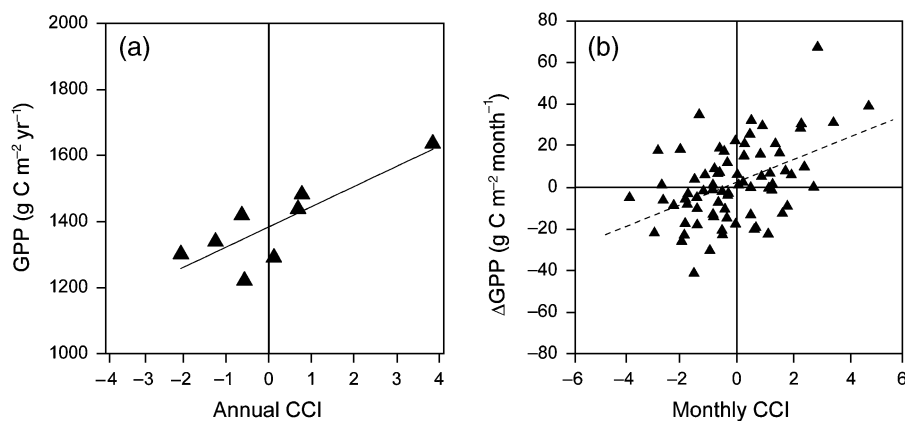 (a)
2000
1800
1600
1400
1200
1000
GPP (g C m⁻² yr⁻¹)
–4 –3 –2 –1 0 1 2 3 4
Annual CCI
(b)
80
60
40
20
0
–20
–40
–60
–80
ΔGPP (g C m⁻² month⁻¹)
–6 –4 –2 0 2 4 6
Monthly CCI